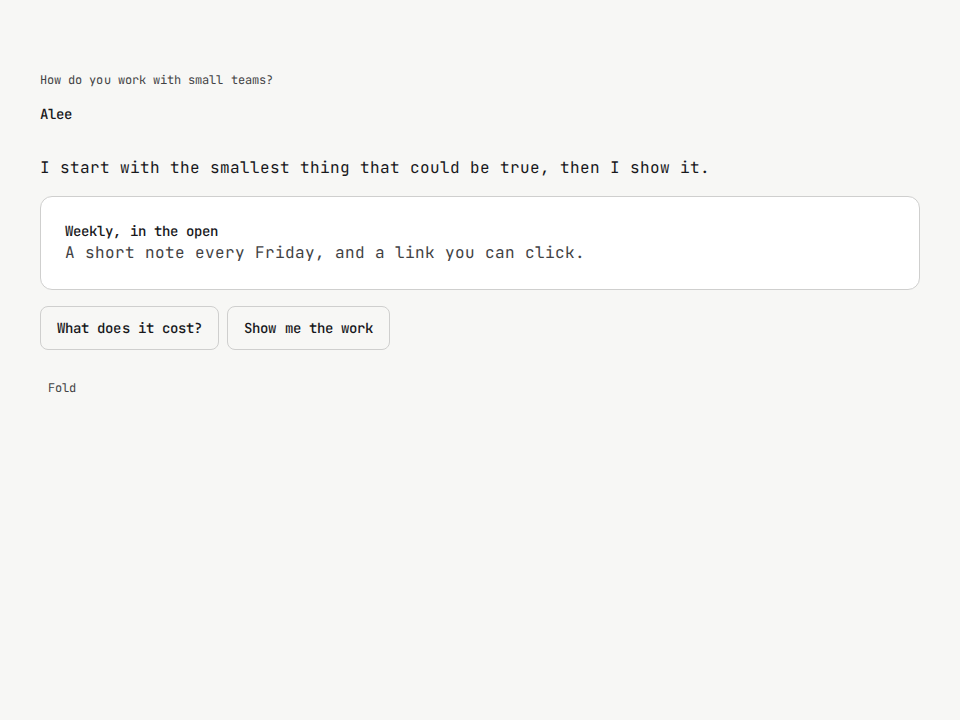 How do you work with small teams?
Alee
I start with the smallest thing that could be true, then I show it.
Weekly, in the open
A short note every Friday, and a link you can click.
What does it cost?
Show me the work
Fold